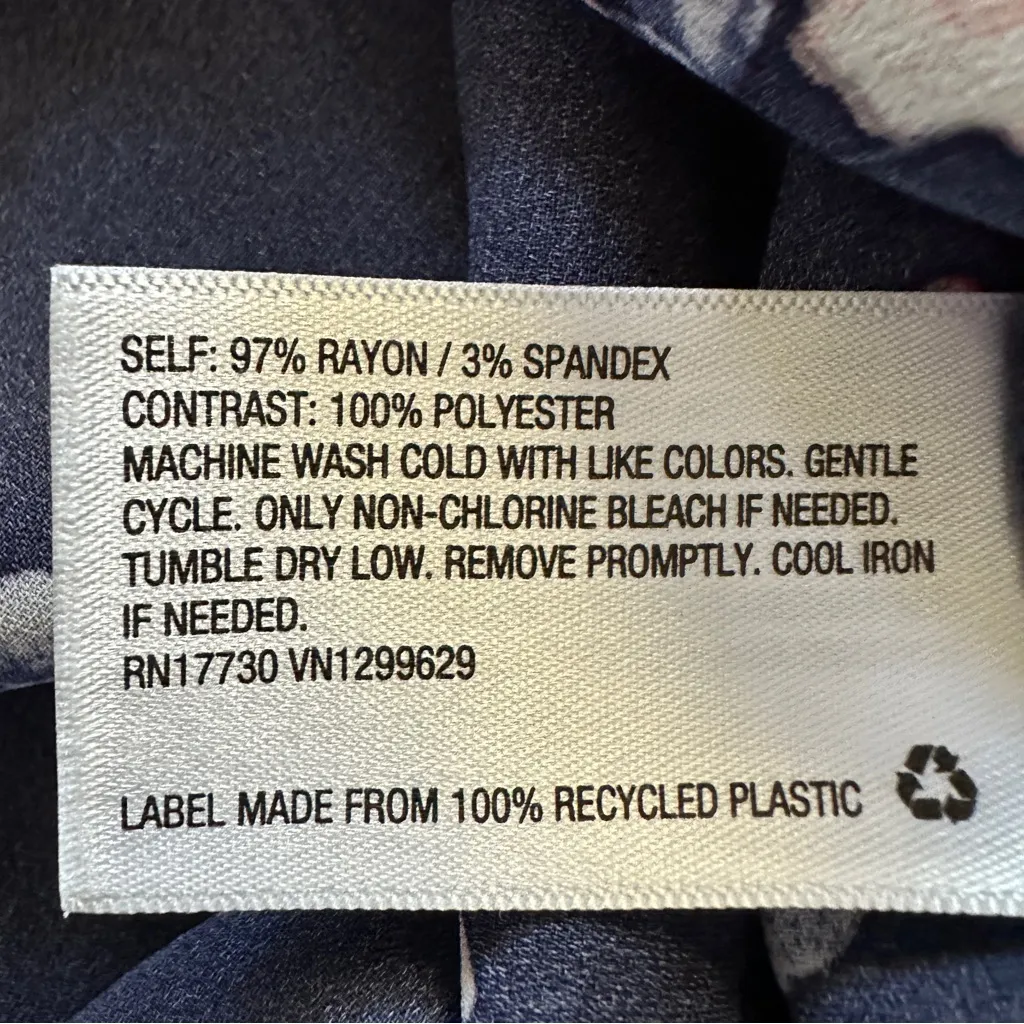 SELF: 97% RAYON / 3% SPANDEX
CONTRAST: 100% POLYESTER
MACHINE WASH COLD WITH LIKE COLORS. GENTLE
CYCLE. ONLY NON-CHLORINE BLEACH IF NEEDED.
TUMBLE DRY LOW. REMOVE PROMPTLY. COOL IRON
IF NEEDED.
RN17730 VN1299629
LABEL MADE FROM 100% RECYCLED PLASTIC